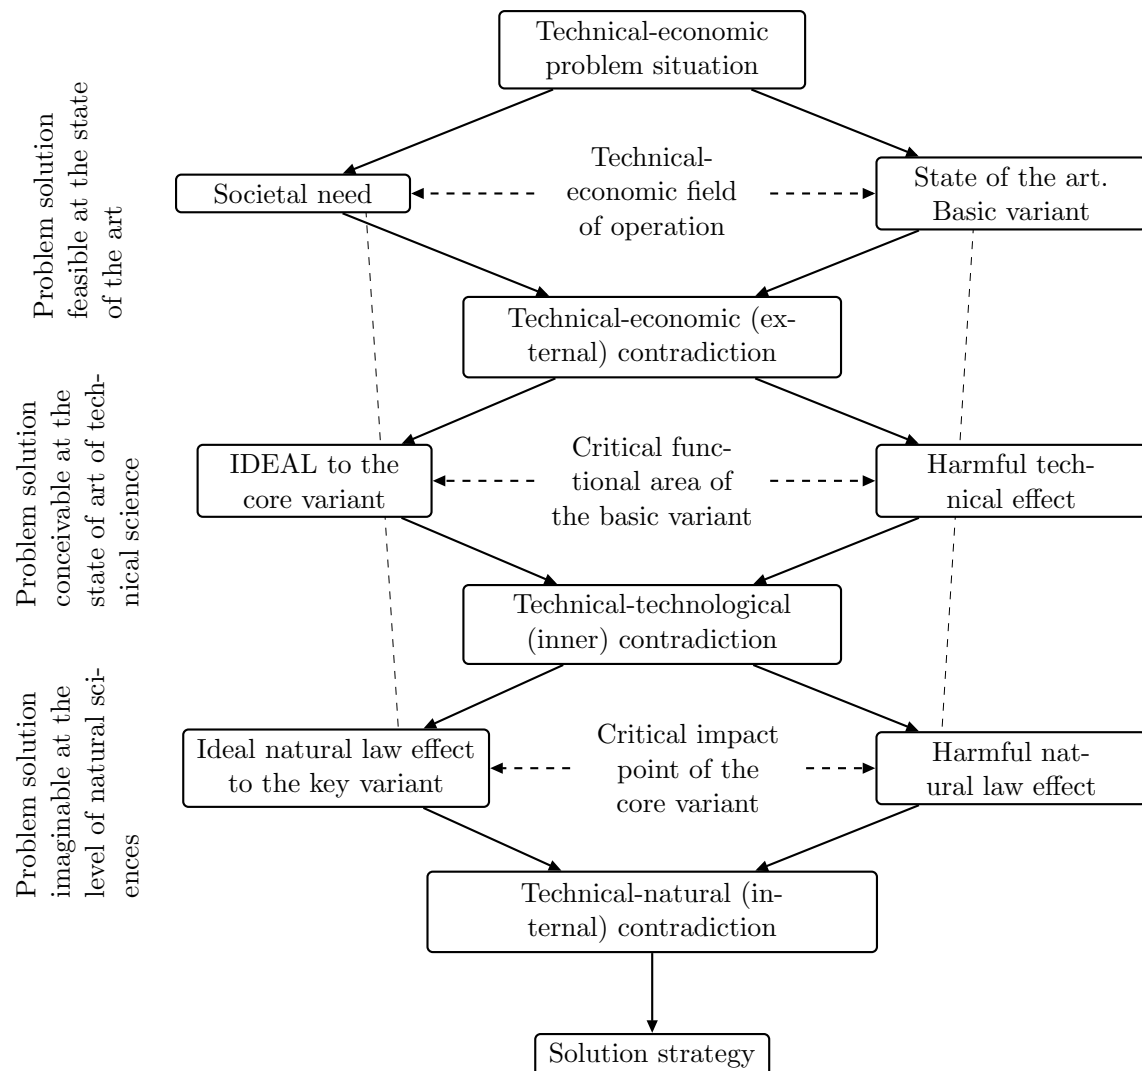 Technical-economic
problem situation
Problem solution
feasible at the state
of the art
Societal need
Technical-
economic field
of operation
State of the art.
Basic variant
Technical-economic (ex-
ternal) contradiction
Problem solution
conceivable at the
state of art of tech-
nical science
IDEAL to the
core variant
Critical func-
tional area of
the basic variant
Harmful tech-
nical effect
Technical-technological
(inner) contradiction
Problem solution
imaginable at the
level of natural sci-
ences
Ideal natural law effect
to the key variant
Critical impact
point of the
core variant
Harmful nat-
ural law effect
Technical-natural (in-
ternal) contradiction
Solution strategy